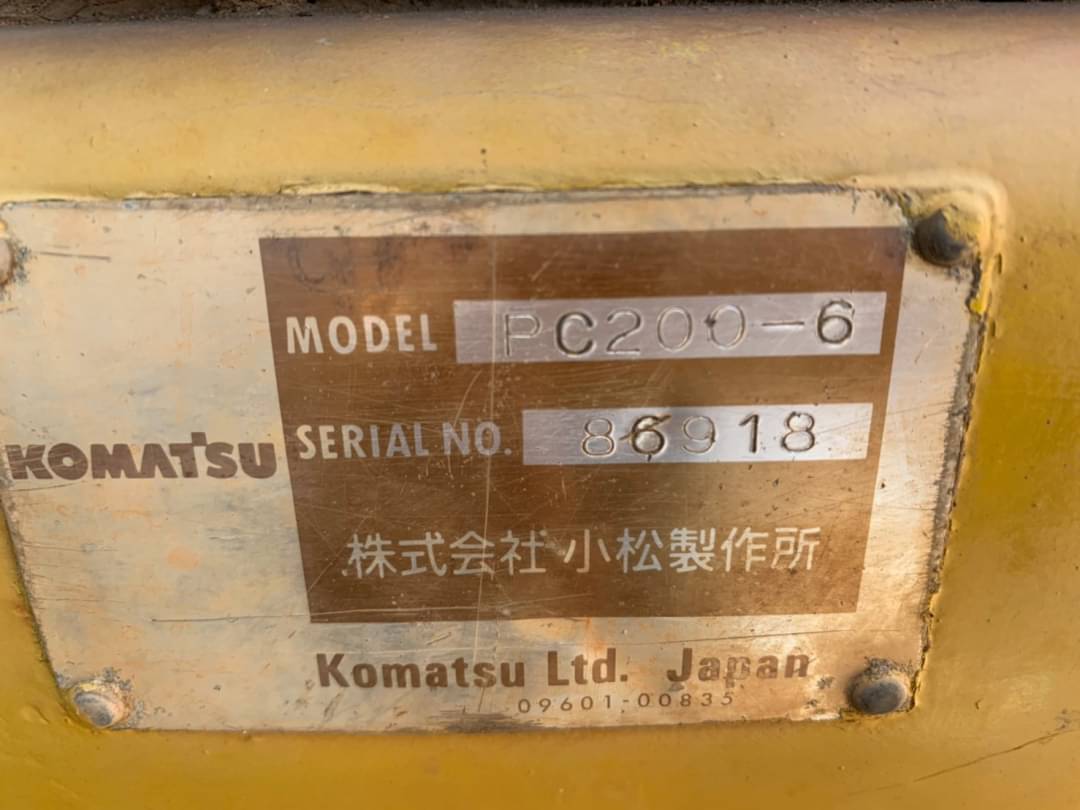 MODEL PC200-6
KOMATSU
SERIAL NO. 86918
株式会社 小松製作所
Komatsu Ltd. Japan
09601-00835